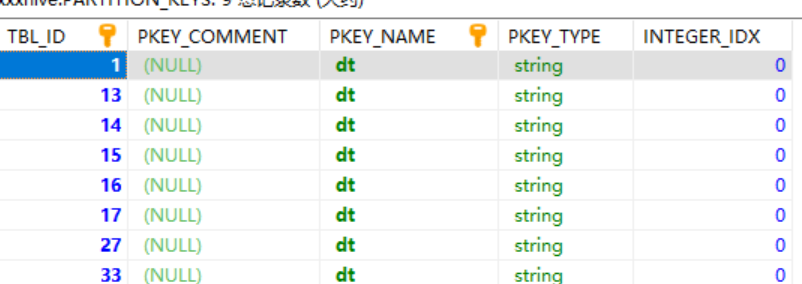 xxxhive.PARTITION_KEYS: 9 总记录数 (大约)
TBL_ID PKEY_COMMENT PKEY_NAME PKEY_TYPE INTEGER_IDX
1 (NULL) dt string 0
13 (NULL) dt string 0
14 (NULL) dt string 0
15 (NULL) dt string 0
16 (NULL) dt string 0
17 (NULL) dt string 0
27 (NULL) dt string 0
33 (NULL) dt string 0